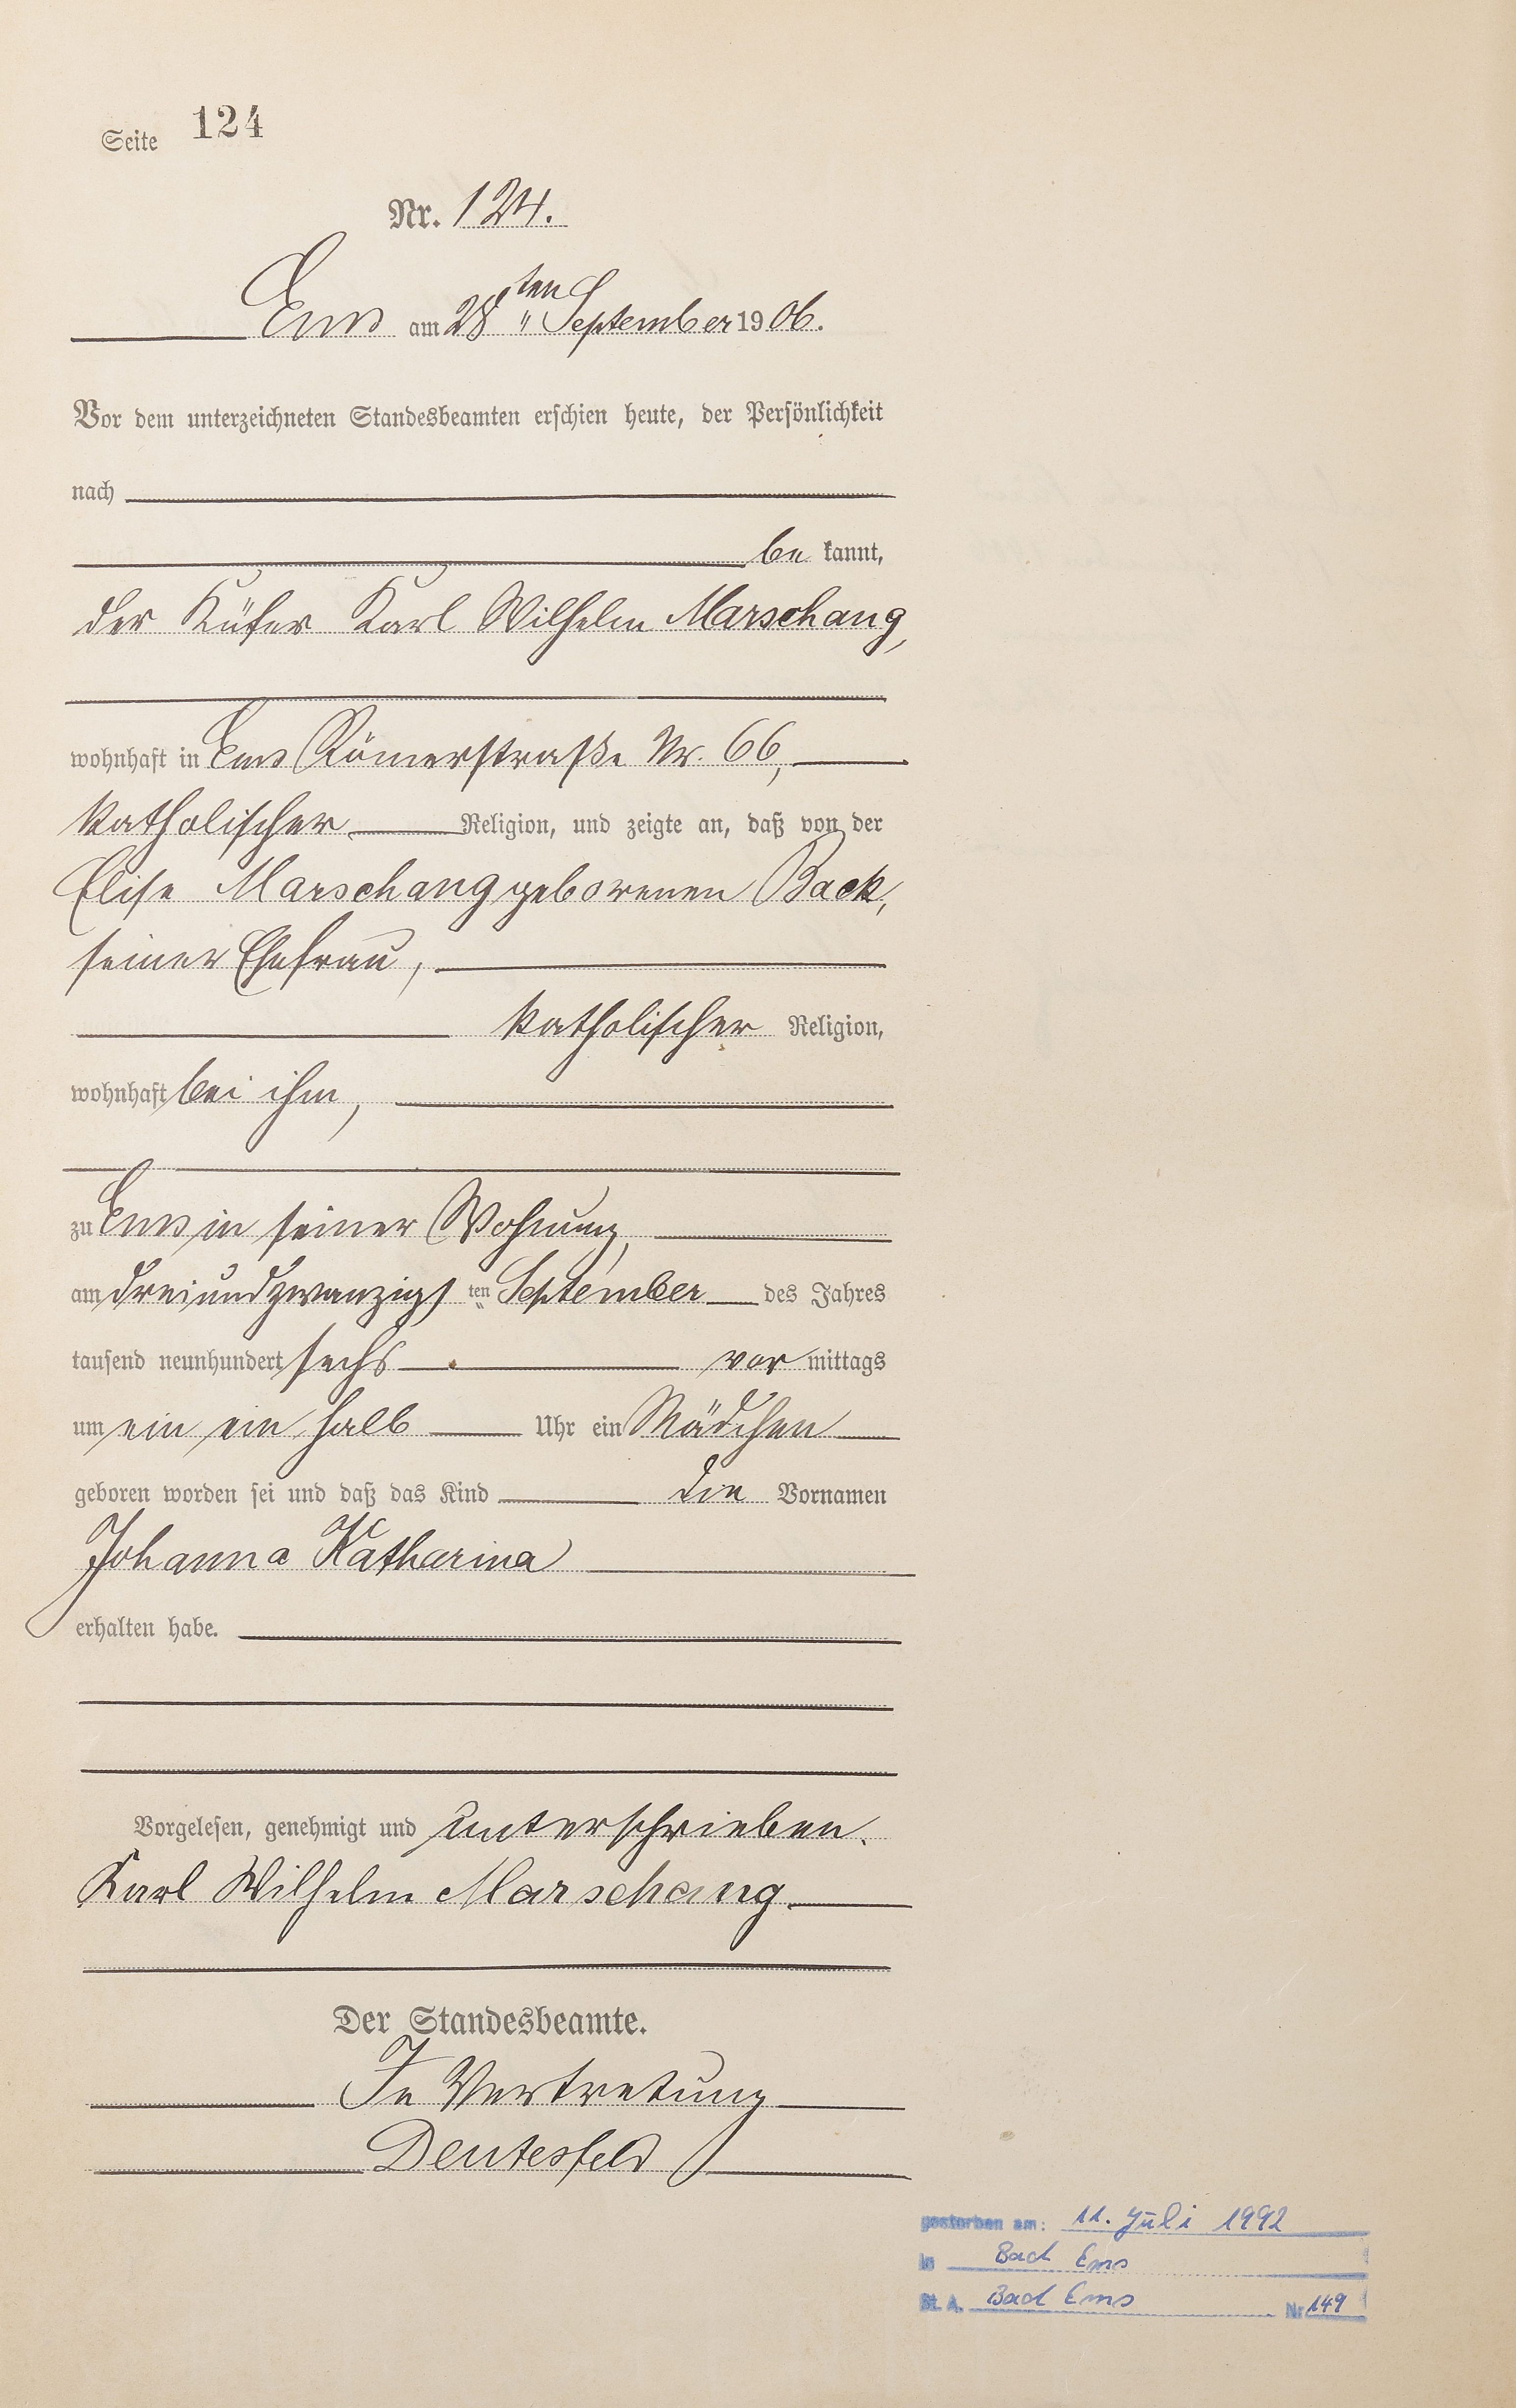 Seite 124
Nr. 124.
Ems am 28ten September 1906.
Vor dem unterzeichneten Standesbeamten erschien heute, der Persönlichkeit
nach
be kannt,
der Küfer Karl Wilhelm Marschang,
wohnhaft in Ems Römerstraße Nr. 66,
katholischer Religion, und zeigte an, daß von der
Elise Marschang geborenen Back,
seiner Ehefrau,
katholischer Religion,
wohnhaft bei ihm,
zu Ems in seiner Wohnung,
am dreiundzwanzigsten September des Jahres
tausend neunhundert sechs vor mittags
um ein ein halb Uhr ein Mädchen
geboren worden sei und daß das Kind die Vornamen
Johanna Katharina
erhalten habe.
Vorgelesen, genehmigt und unterschrieben.
Karl Wilhelm Marschang.
Der Standesbeamte.
In Vertretung
Deutesfeld
gestorben am: 11. Juli 1992
in Bad Ems
St. A. Bad Ems Nr. 149